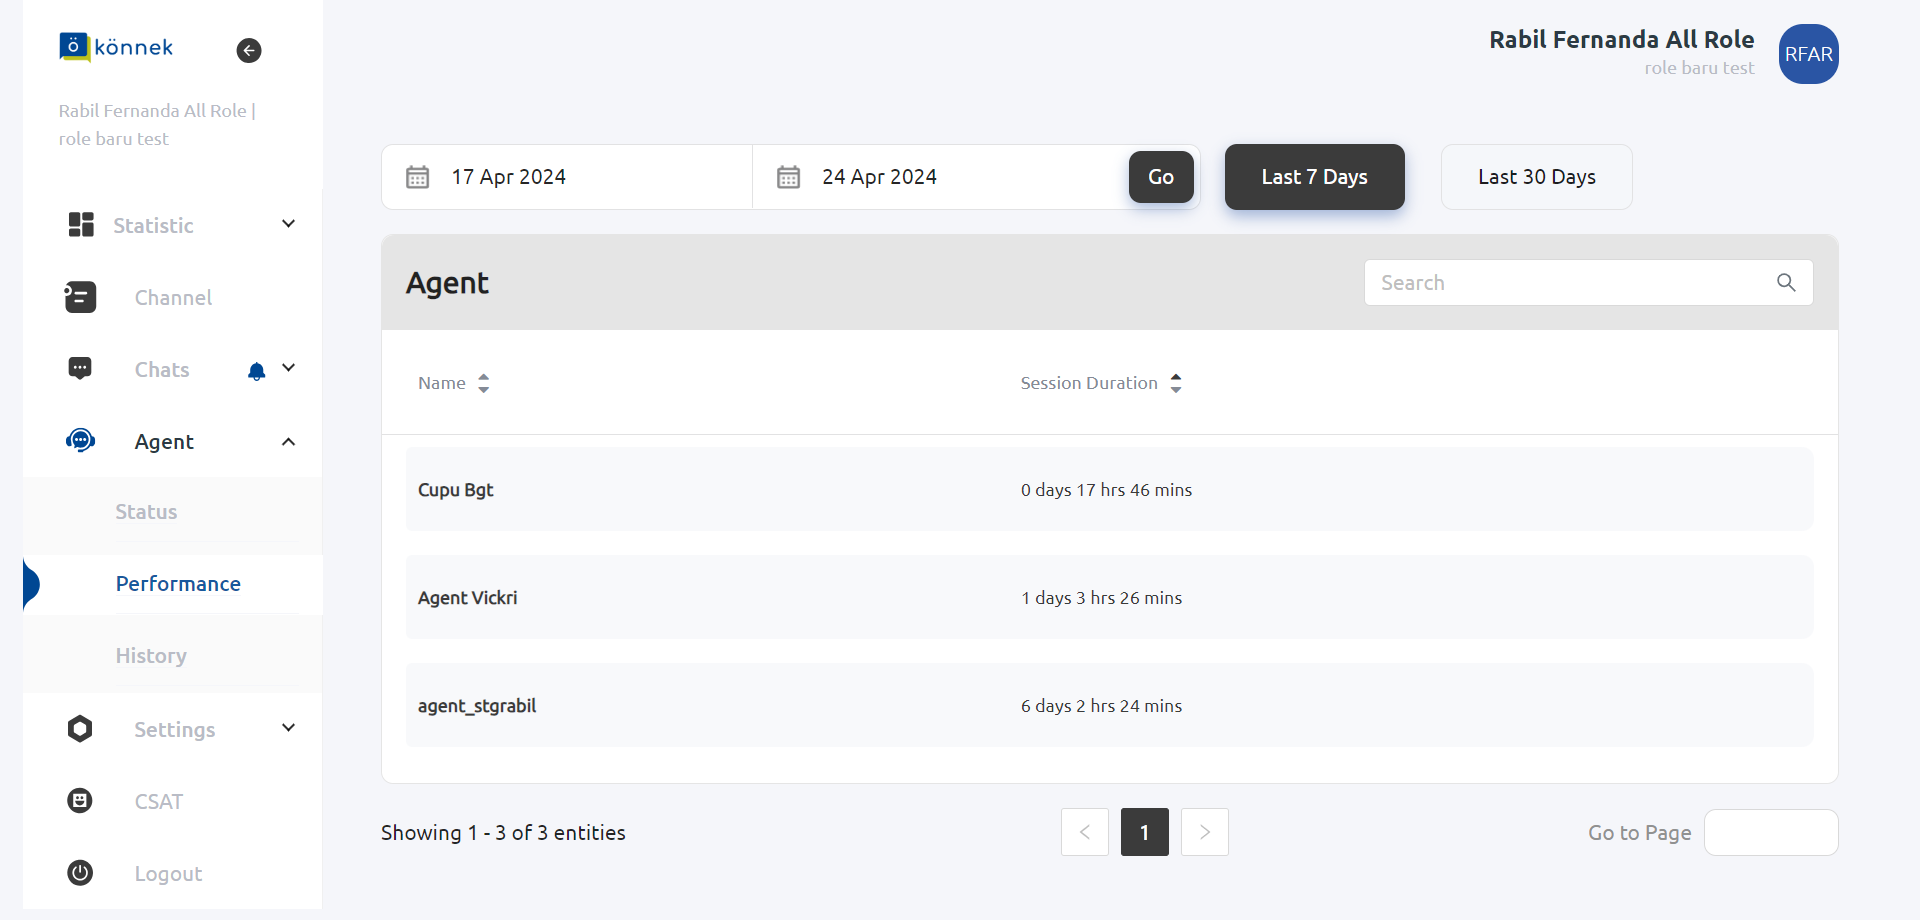 ö könnek
Rabil Fernanda All Role |
role baru test
Statistic
Channel
Chats
Agent
Status
Performance
History
Settings
CSAT
Logout
Rabil Fernanda All Role
role baru test
RFAR
17 Apr 2024
24 Apr 2024
Go
Last 7 Days
Last 30 Days
Agent
Search
Name
Session Duration
Cupu Bgt
0 days 17 hrs 46 mins
Agent Vickri
1 days 3 hrs 26 mins
agent_stgrabil
6 days 2 hrs 24 mins
Showing 1 - 3 of 3 entities
< 1 >
Go to Page